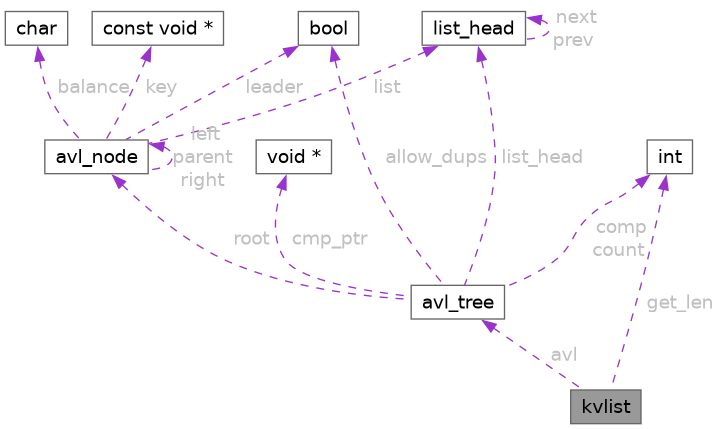 char
const void *
bool
list_head
next
prev
balance
key
leader
list
left
parent
right
avl_node
void *
allow_dups
list_head
int
root
cmp_ptr
comp
count
avl_tree
get_len
avl
kvlist